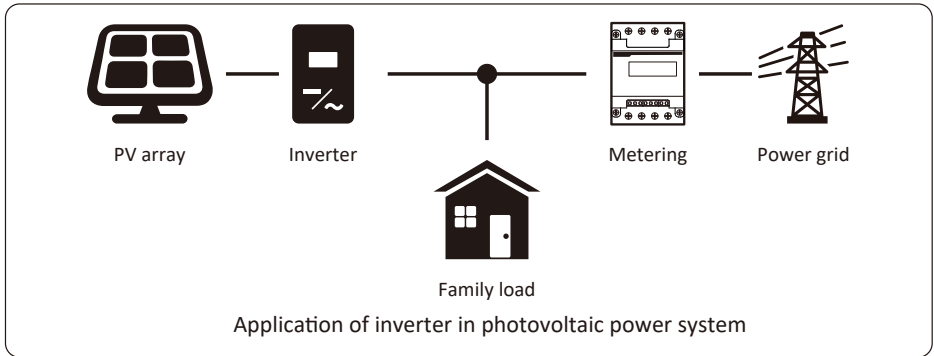 PV array
Inverter
Metering
Power grid
Family load
Application of inverter in photovoltaic power system